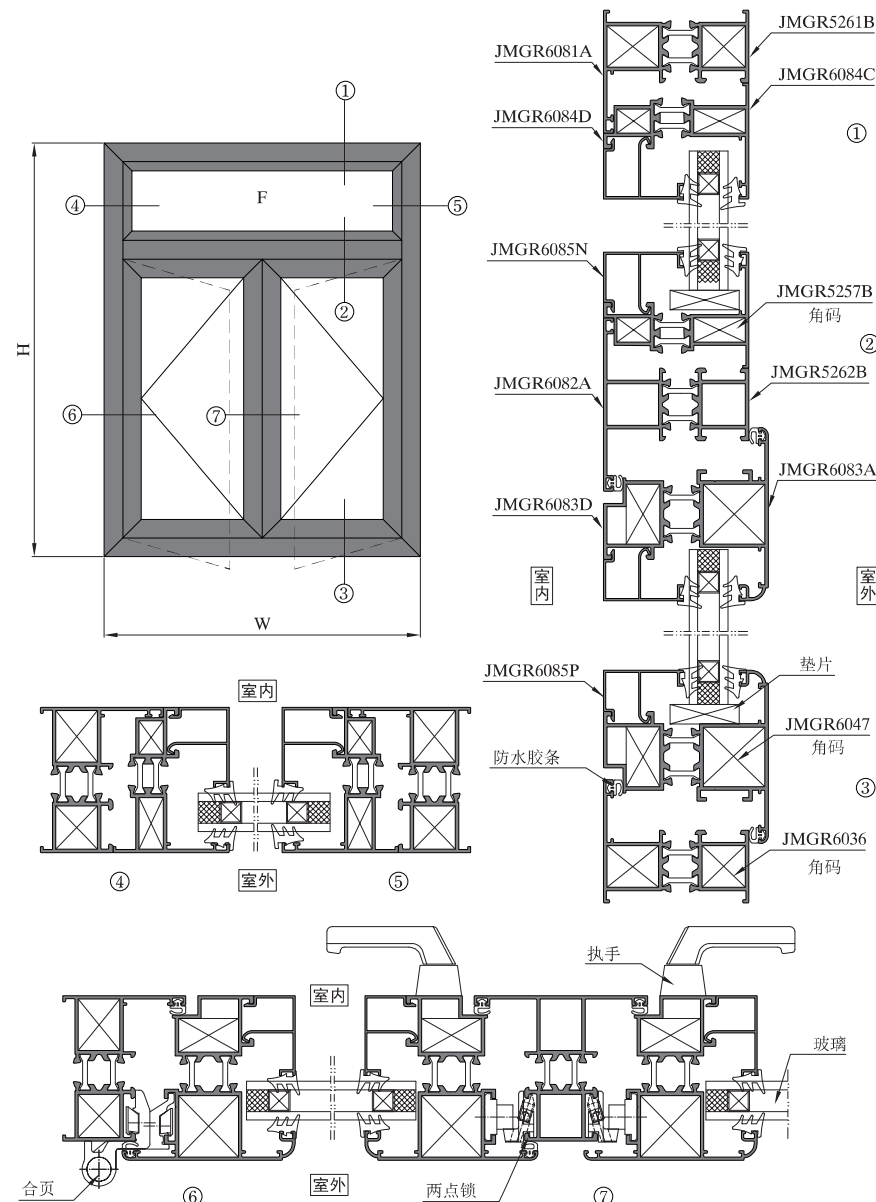 ①
④
F
⑤
②
H
⑥
⑦
③
W
JMGR6081A
JMGR5261B
JMGR6084C
JMGR6084D
①
JMGR6085N
JMGR5257B
角码
②
JMGR6082A
JMGR5262B
JMGR6083A
JMGR6083D
室内
室外
JMGR6085P
垫片
JMGR6047
角码
防水胶条
③
JMGR6036
角码
室内
④
室外
⑤
执手
室内
玻璃
合页
⑥
室外
两点锁
⑦